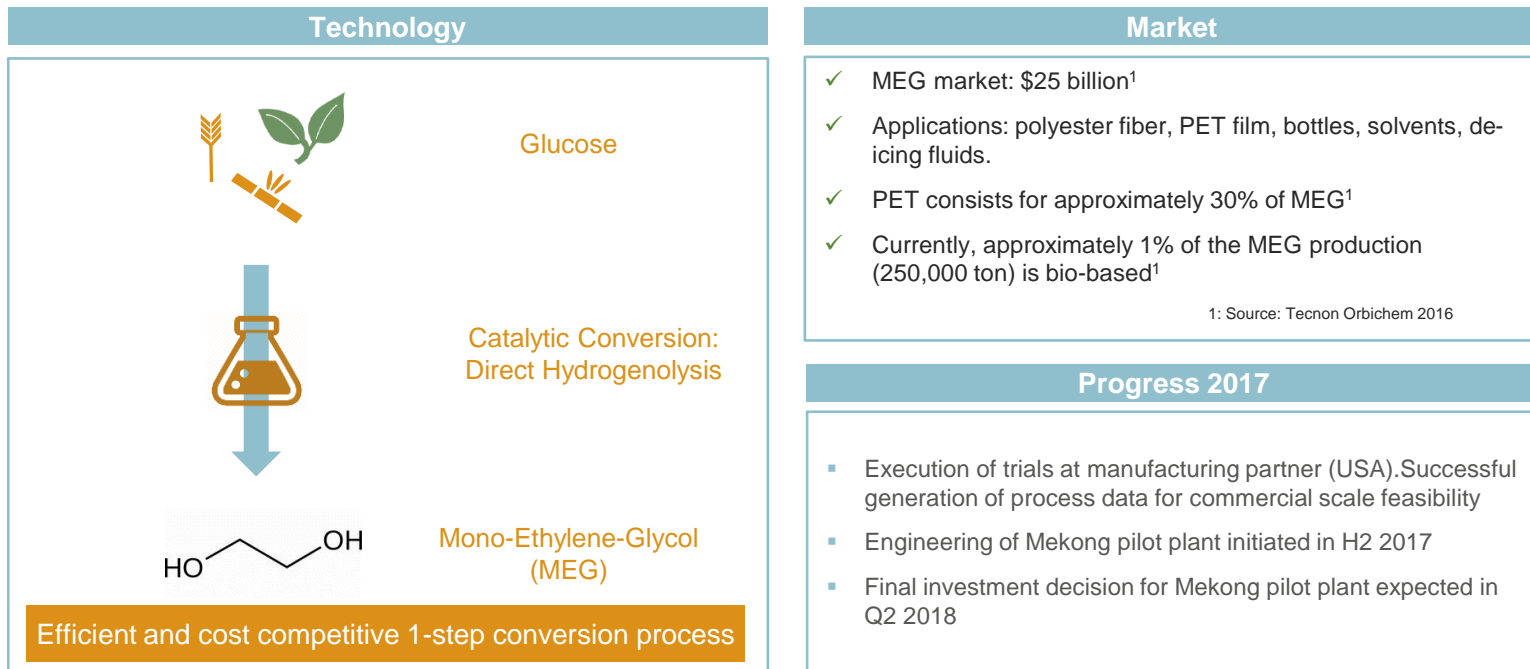 Technology
Glucose
Catalytic Conversion:
Direct Hydrogenolysis
HO
OH
Mono-Ethylene-Glycol
(MEG)
Efficient and cost competitive 1-step conversion process
Market
✓ MEG market: $25 billion¹
✓ Applications: polyester fiber, PET film, bottles, solvents, de-
icing fluids.
✓ PET consists for approximately 30% of MEG¹
✓ Currently, approximately 1% of the MEG production
(250,000 ton) is bio-based¹
1: Source: Tecnon Orbichem 2016
Progress 2017
▪ Execution of trials at manufacturing partner (USA).Successful
generation of process data for commercial scale feasibility
▪ Engineering of Mekong pilot plant initiated in H2 2017
▪ Final investment decision for Mekong pilot plant expected in
Q2 2018